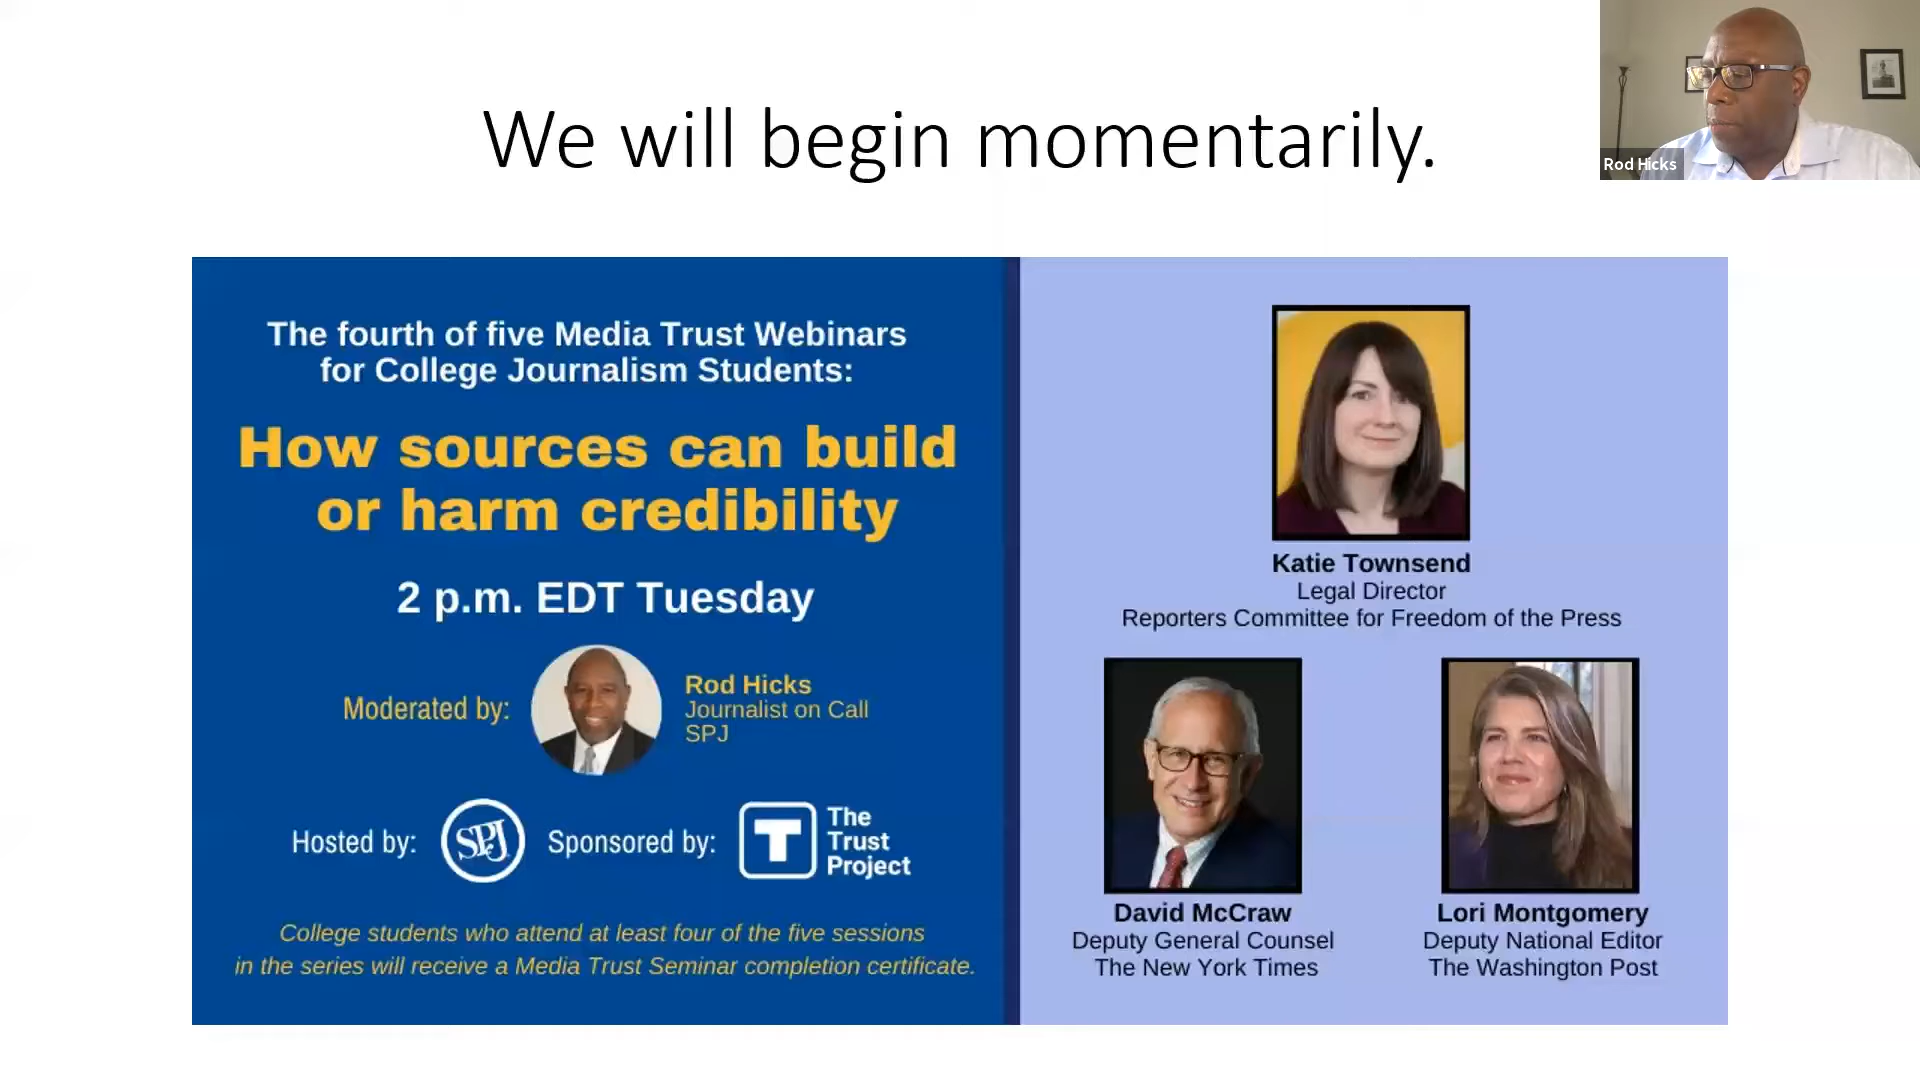 We will begin momentarily.
Rod Hicks
The fourth of five Media Trust Webinars
for College Journalism Students:
How sources can build
or harm credibility
2 p.m. EDT Tuesday
Moderated by:
Rod Hicks
Journalist on Call
SPJ
Hosted by:
SPJ
Sponsored by:
T
The
Trust
Project
College students who attend at least four of the five sessions
in the series will receive a Media Trust Seminar completion certificate.
Katie Townsend
Legal Director
Reporters Committee for Freedom of the Press
David McCraw
Deputy General Counsel
The New York Times
Lori Montgomery
Deputy National Editor
The Washington Post